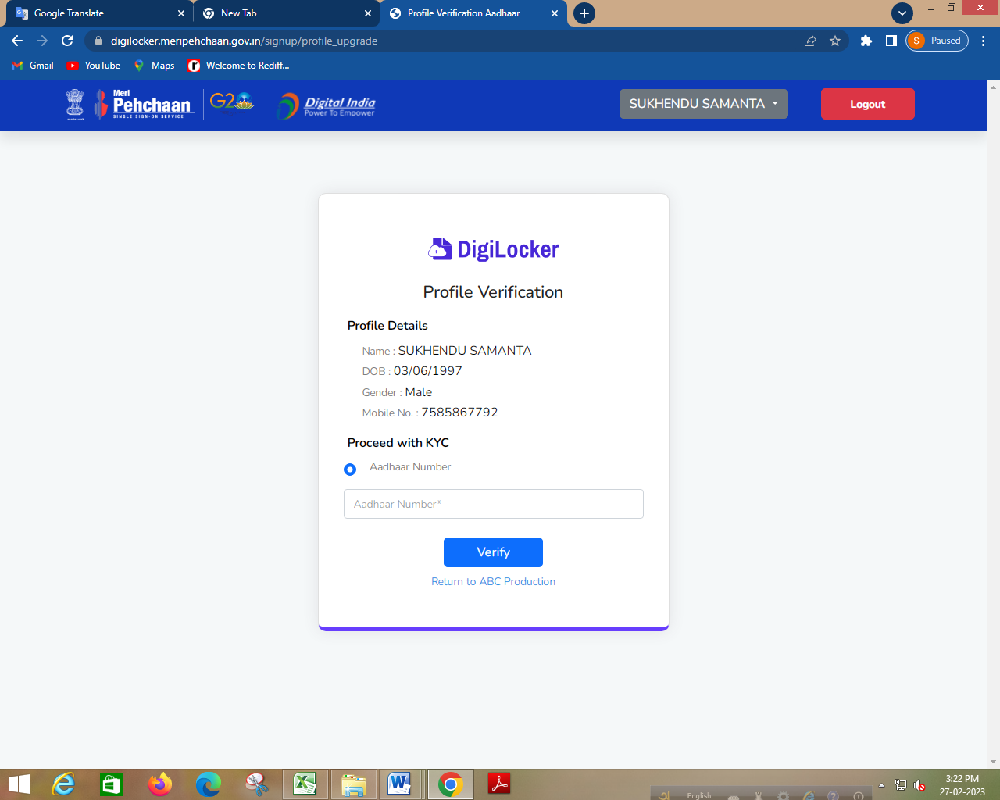 Google Translate
New Tab
Profile Verification Aadhaar
digilocker.meripehchaan.gov.in/signup/profile_upgrade
S Paused
Gmail
YouTube
Maps
Welcome to Rediff...
Meri
Pehchaan
SINGLE SIGN-ON SERVICE
G20
Digital India
Power To Empower
SUKHENDU SAMANTA
Logout
DigiLocker
Profile Verification
Profile Details
Name : SUKHENDU SAMANTA
DOB : 03/06/1997
Gender : Male
Mobile No. : 7585867792
Proceed with KYC
Aadhaar Number
Aadhaar Number*
Verify
Return to ABC Production
English
3:22 PM
27-02-2023